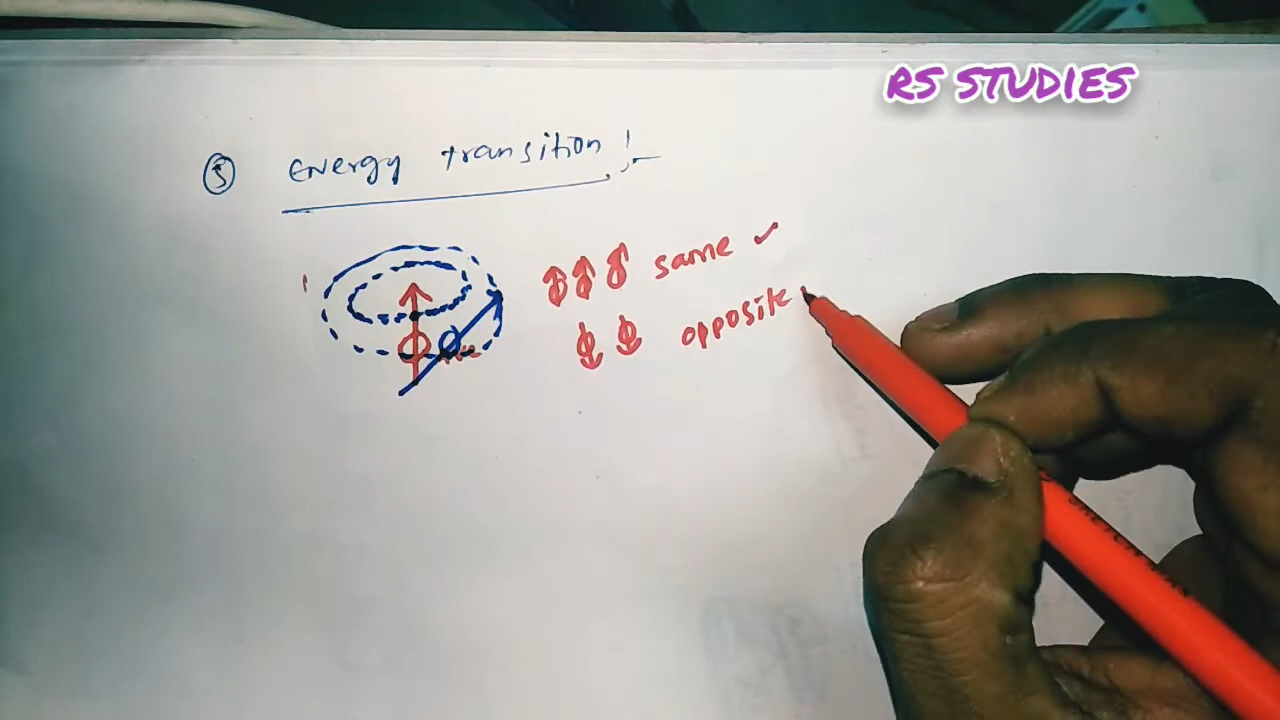 RS STUDIES
⑤ Energy transition :-
same ✓
opposite